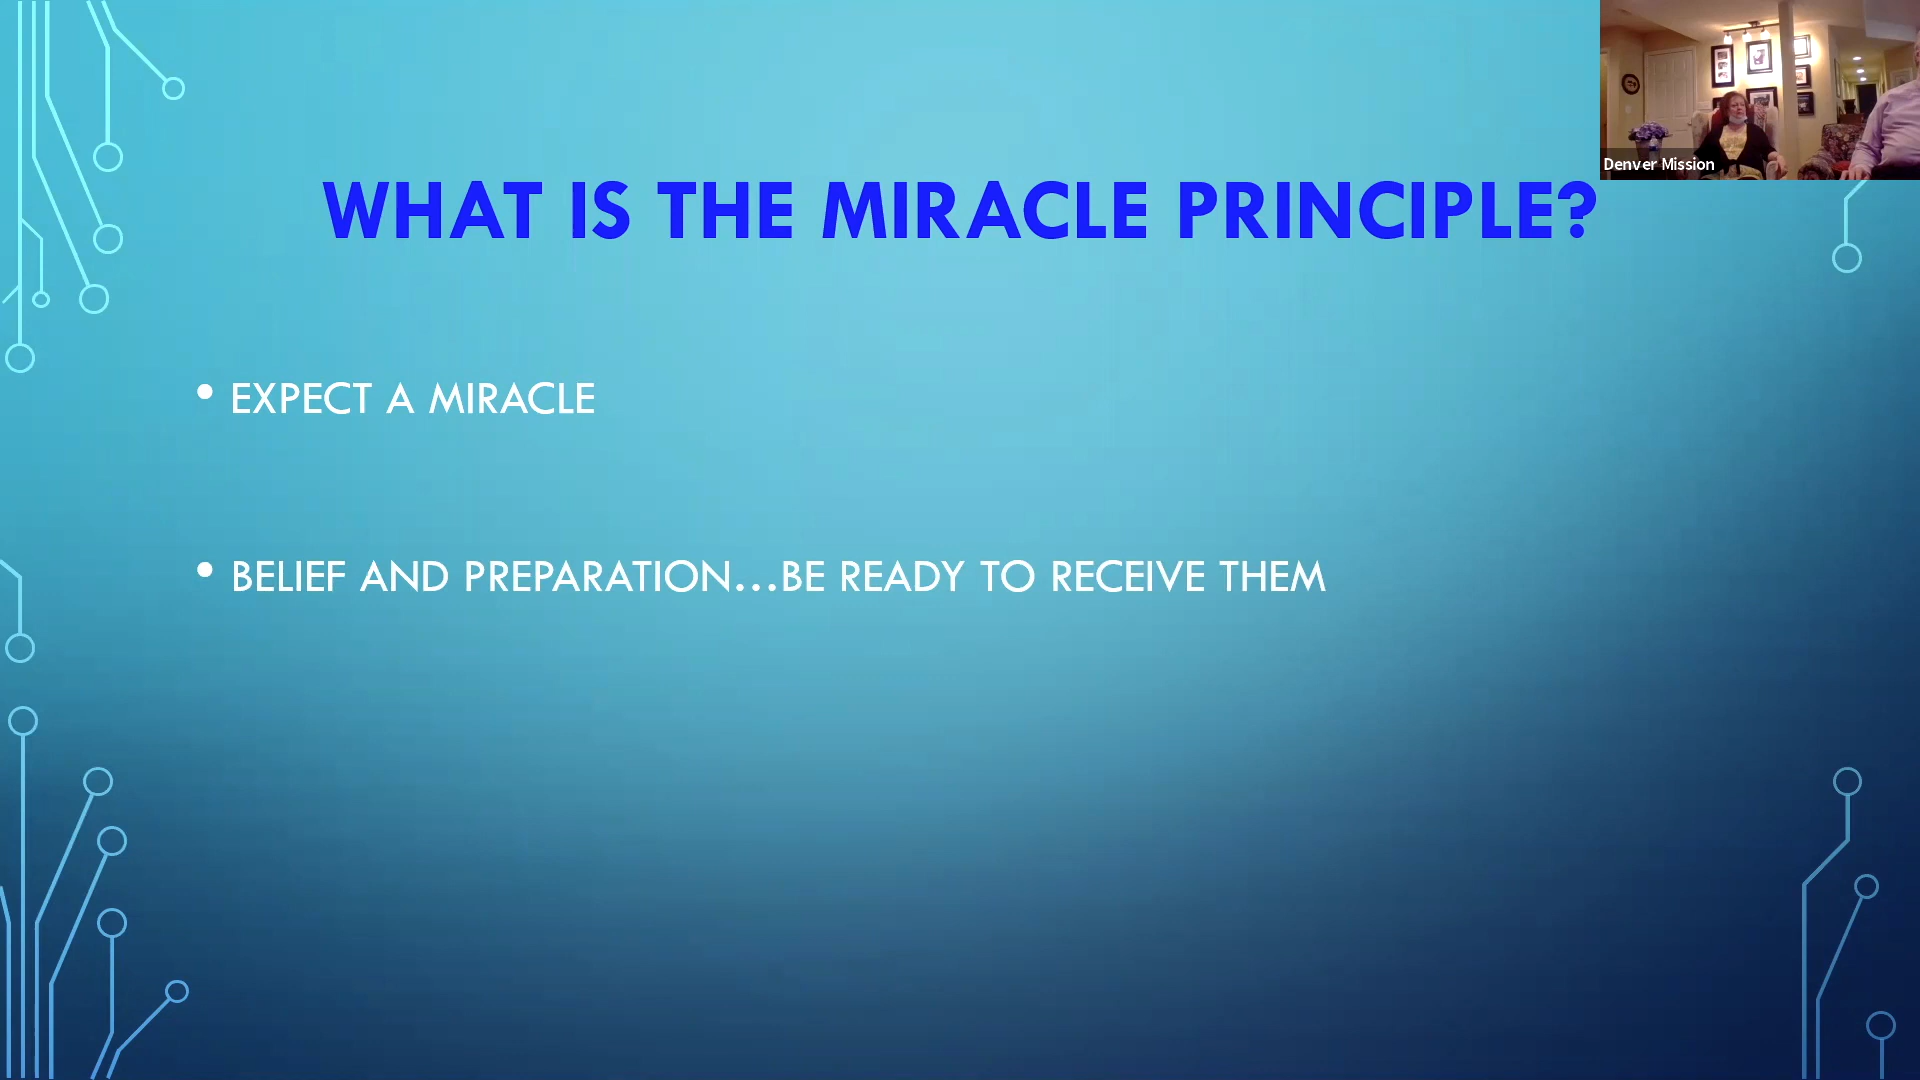 Denver Mission
WHAT IS THE MIRACLE PRINCIPLE?
• EXPECT A MIRACLE
• BELIEF AND PREPARATION...BE READY TO RECEIVE THEM